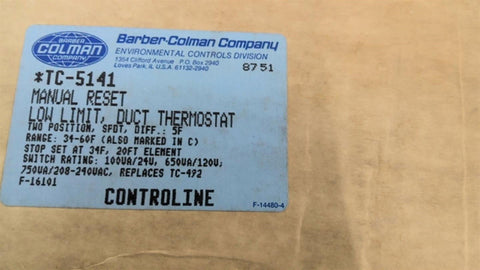 BARBER
COLMAN
COMPANY
Barber-Colman Company
ENVIRONMENTAL CONTROLS DIVISION
1354 Clifford Avenue P.O. Box 2940
Loves Park, IL U.S.A. 61132-2940
8751
*TC-5141
MANUAL RESET
LOW LIMIT, DUCT THERMOSTAT
TWO POSITION, SPDT, DIFF.: 5F
RANGE: 34-60F (ALSO MARKED IN C)
STOP SET AT 34F, 20FT ELEMENT
SWITCH RATING: 100VA/24V, 650VA/120V,
750VA/208-240VAC, REPLACES TC-492
F-16101
CONTROLINE
F-14480-4